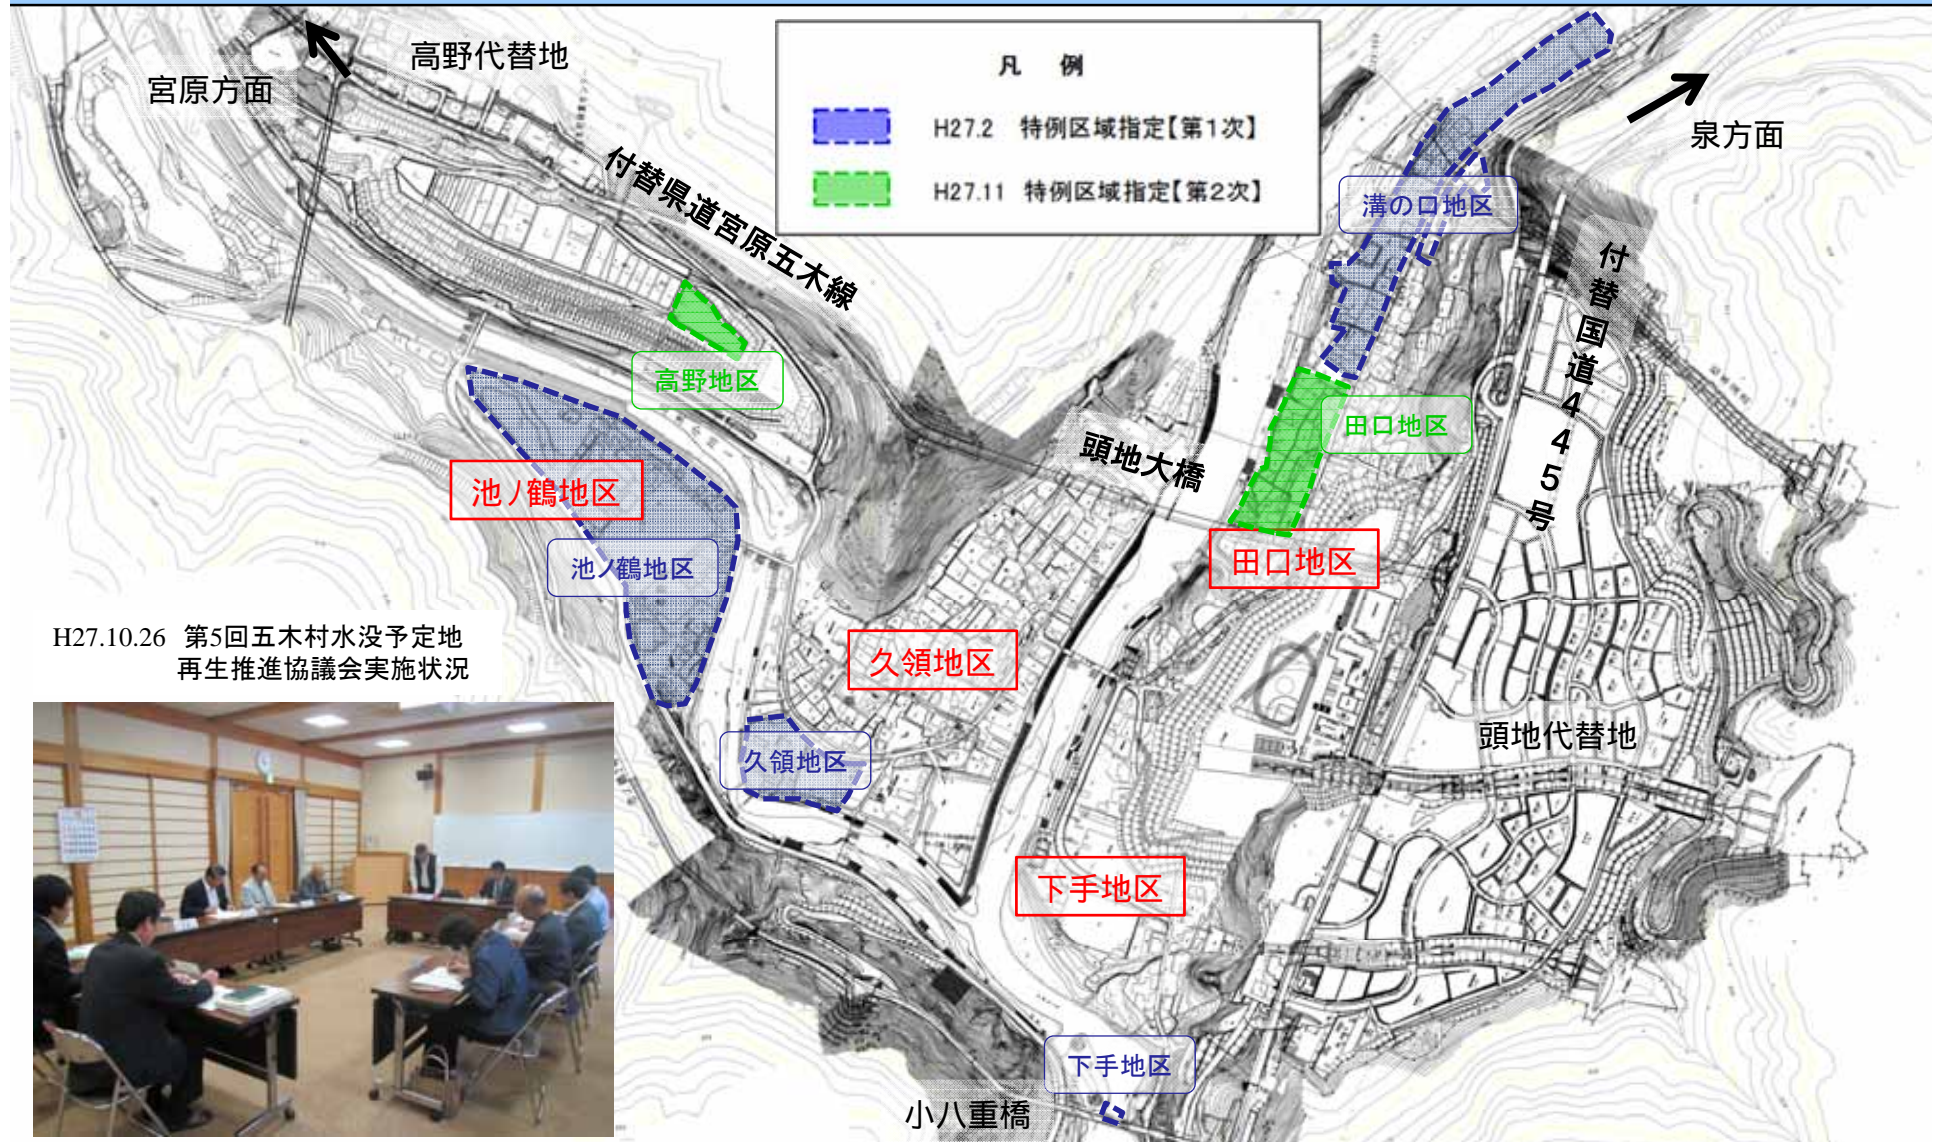 高野代替地
宮原方面
凡 例
H27.2 特例区域指定【第1次】
H27.11 特例区域指定【第2次】
泉方面
溝の口地区
付替県道宮原五木線
付替国道445号
高野地区
田口地区
頭地大橋
池ノ鶴地区
田口地区
池ノ鶴地区
H27.10.26 第5回五木村水没予定地
再生推進協議会実施状況
久領地区
頭地代替地
久領地区
下手地区
下手地区
小八重橋